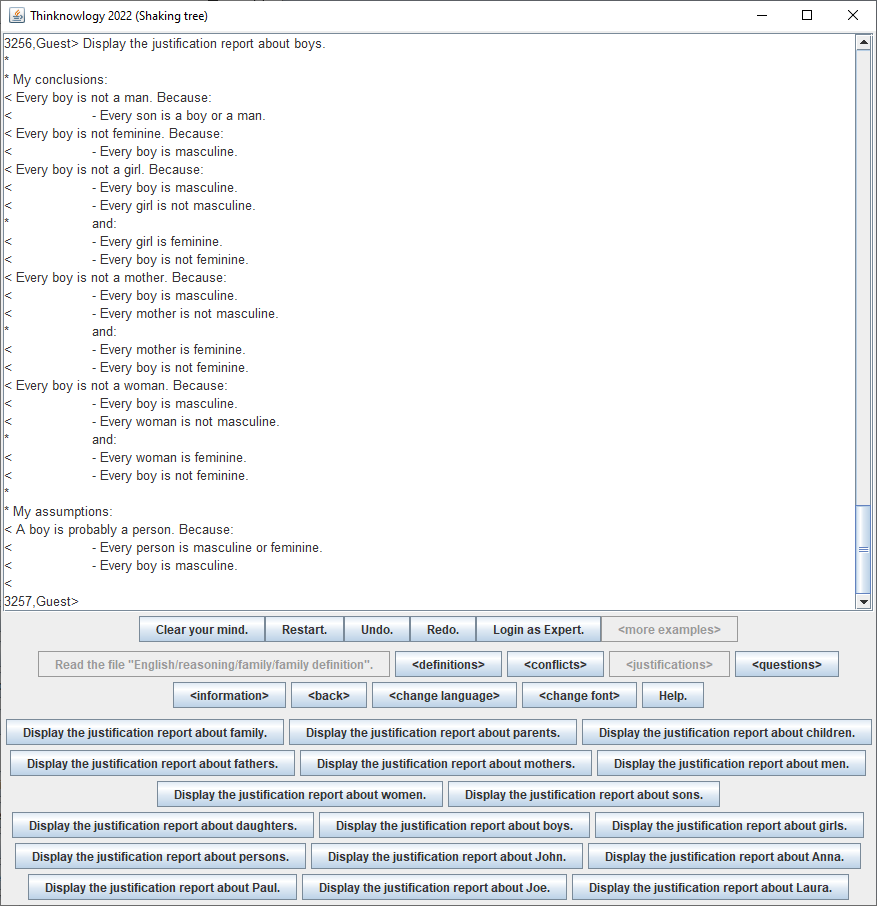 Thinknowlogy 2022 (Shaking tree)
3256,Guest> Display the justification report about boys.
*
* My conclusions:
< Every boy is not a man. Because:
< - Every son is a boy or a man.
< Every boy is not feminine. Because:
< - Every boy is masculine.
< Every boy is not a girl. Because:
< - Every boy is masculine.
< - Every girl is not masculine.
* and:
< - Every girl is feminine.
< - Every boy is not feminine.
< Every boy is not a mother. Because:
< - Every boy is masculine.
< - Every mother is not masculine.
* and:
< - Every mother is feminine.
< - Every boy is not feminine.
< Every boy is not a woman. Because:
< - Every boy is masculine.
< - Every woman is not masculine.
* and:
< - Every woman is feminine.
< - Every boy is not feminine.
*
* My assumptions:
< A boy is probably a person. Because:
< - Every person is masculine or feminine.
< - Every boy is masculine.
<
3257,Guest>
Clear your mind. Restart. Undo. Redo. Login as Expert. <more examples>
Read the file "English/reasoning/family/family definition". <definitions> <conflicts> <justifications> <questions>
<information> <back> <change language> <change font> Help.
Display the justification report about family. Display the justification report about parents. Display the justification report about children.
Display the justification report about fathers. Display the justification report about mothers. Display the justification report about men.
Display the justification report about women. Display the justification report about sons.
Display the justification report about daughters. Display the justification report about boys. Display the justification report about girls.
Display the justification report about persons. Display the justification report about John. Display the justification report about Anna.
Display the justification report about Paul. Display the justification report about Joe. Display the justification report about Laura.